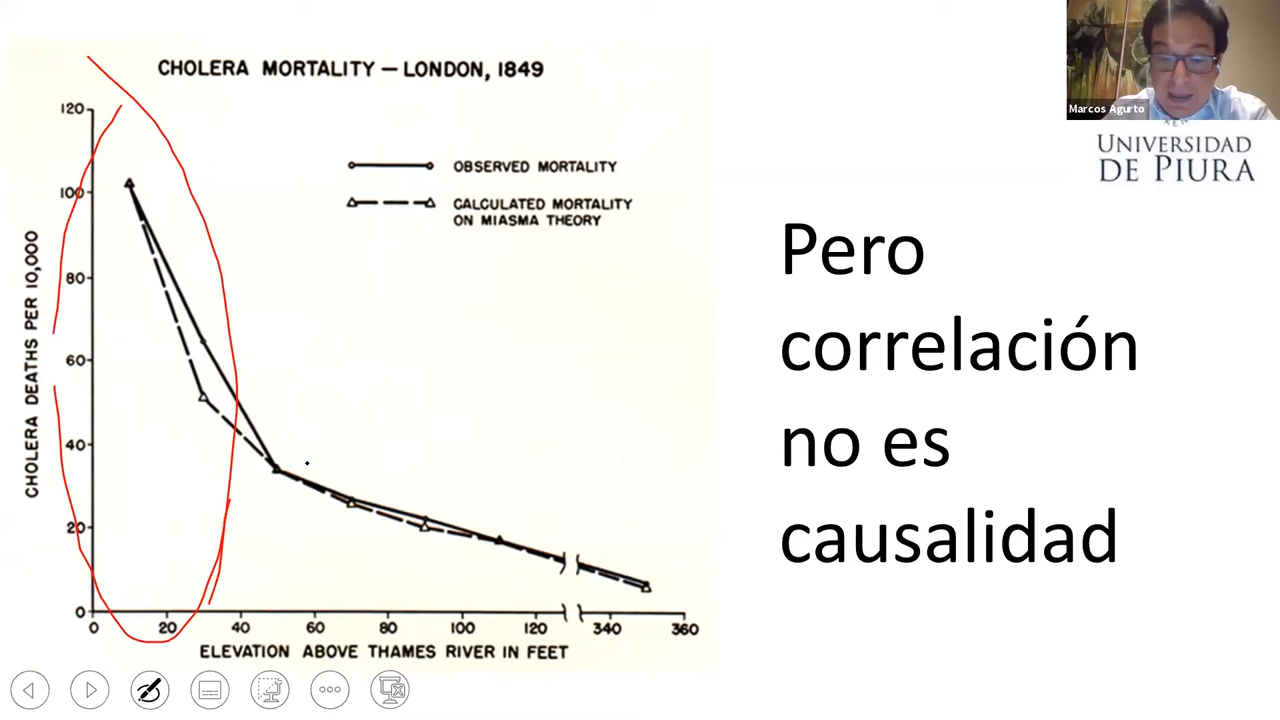 CHOLERA MORTALITY — LONDON, 1849
120
100
80
60
40
20
0
CHOLERA DEATHS PER 10,000
OBSERVED MORTALITY
CALCULATED MORTALITY
ON MIASMA THEORY
0 20 40 60 80 100 120 340 360
ELEVATION ABOVE THAMES RIVER IN FEET
Marcos Agurto
UNIVERSIDAD
DE PIURA
Pero
correlación
no es
causalidad